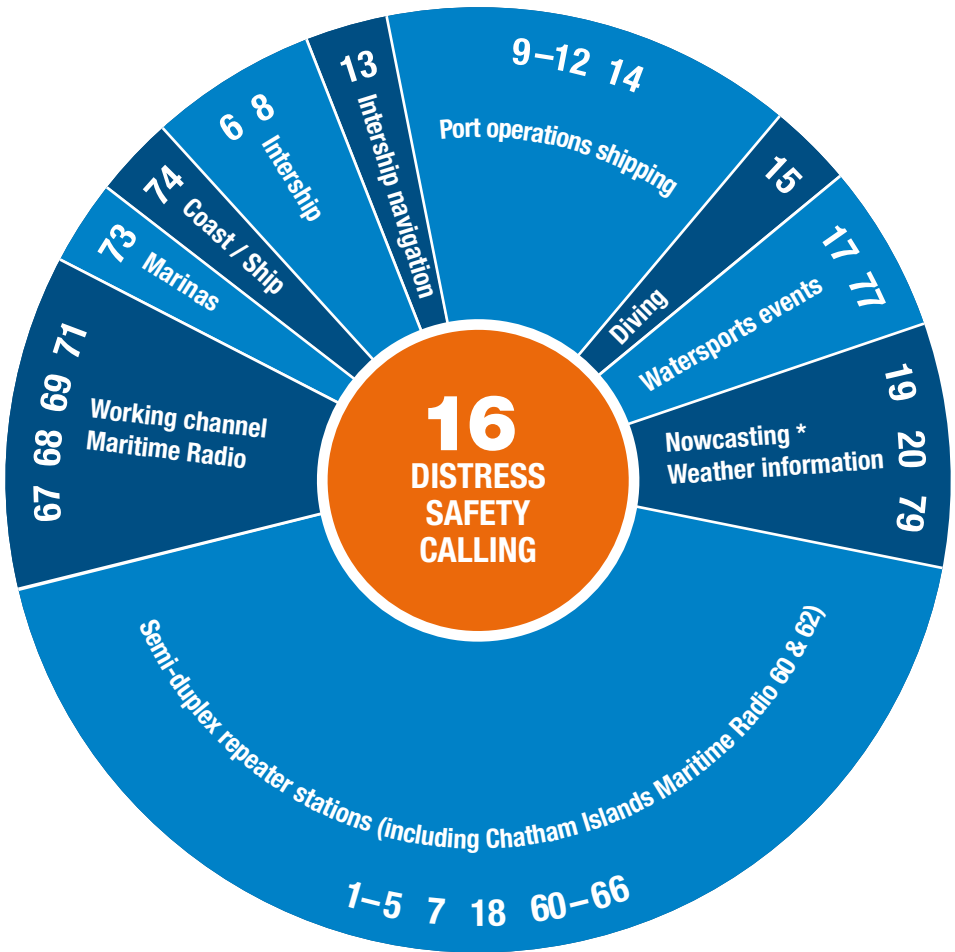 16
DISTRESS
SAFETY
CALLING
9–12 14
Port operations shipping
15
Diving
17 77
Watersports events
19 20 79
Nowcasting *
Weather information
Semi-duplex repeater stations (including Chatham Islands Maritime Radio 60 & 62)
1–5 7 18 60–66
67 68 69 71
Working channel
Maritime Radio
73
Marinas
74
Coast / Ship
6 8
Intership
13
Intership navigation